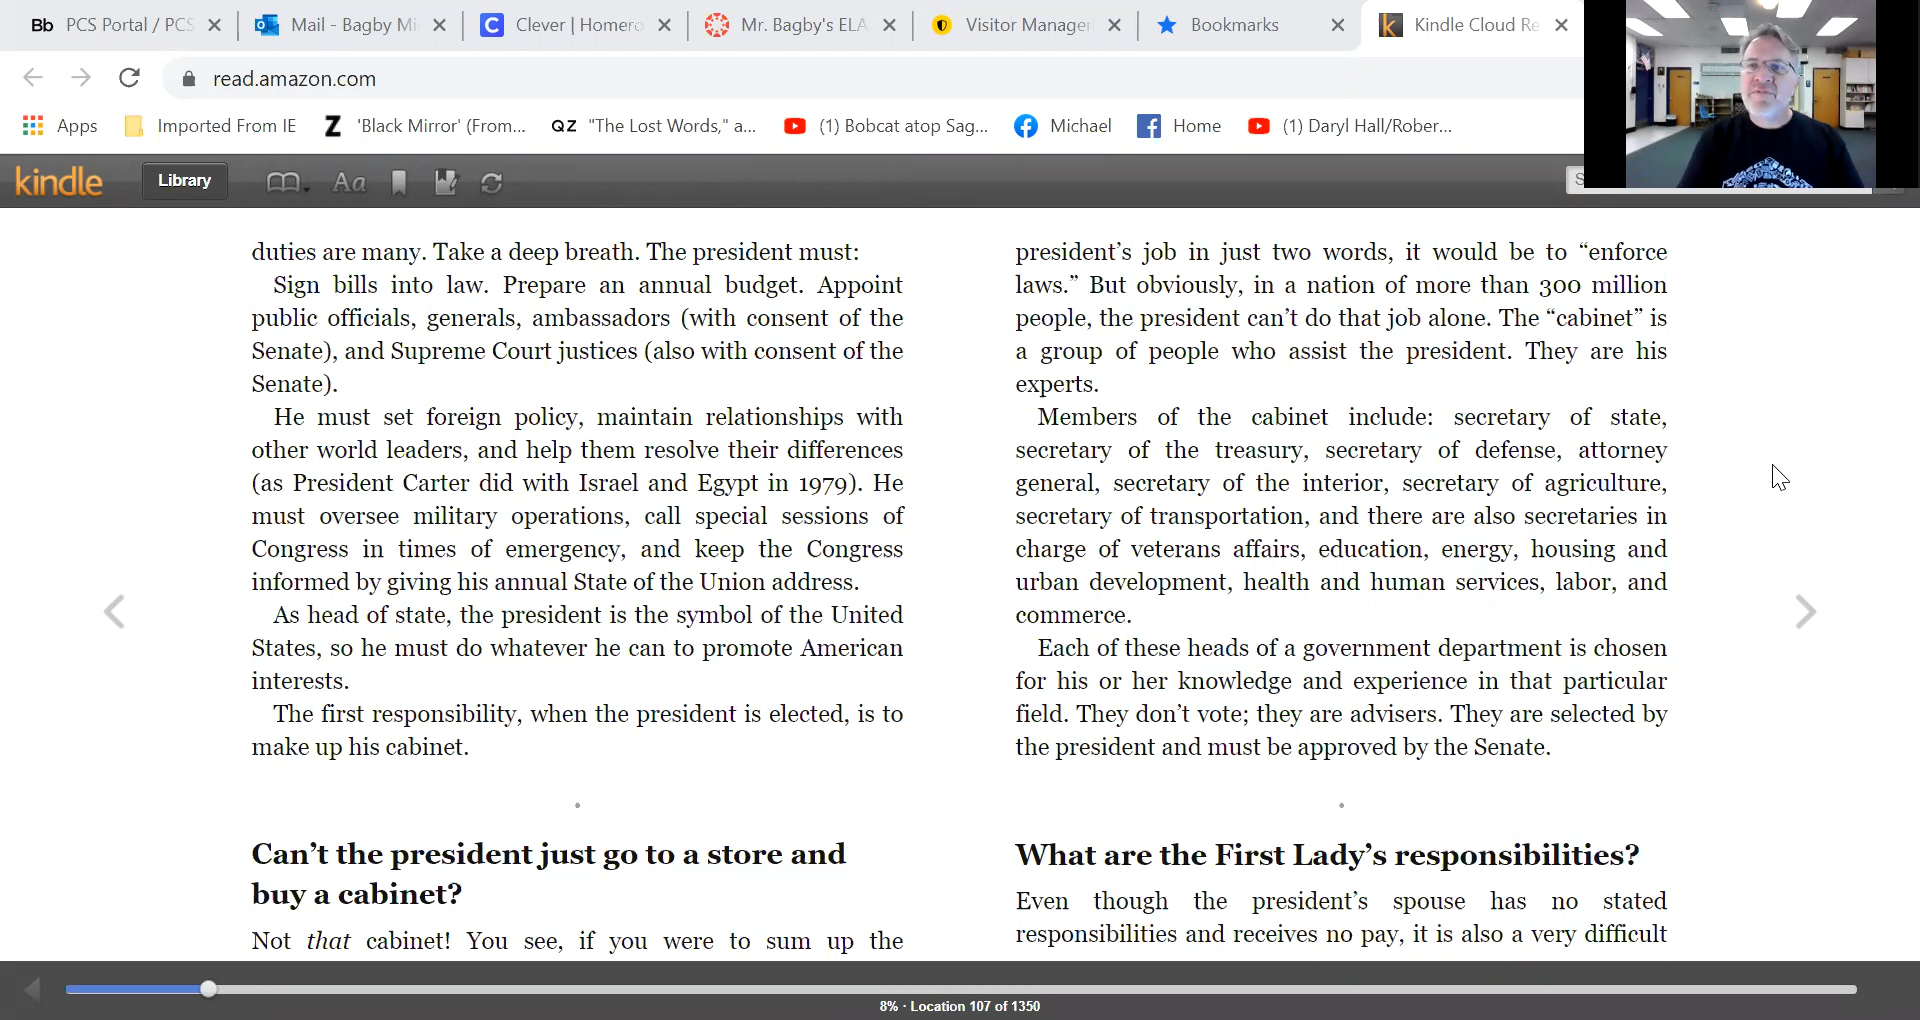 PCS Portal / PCS
Mail - Bagby Mi
Clever | Homero
Mr. Bagby's ELA
Visitor Manager
Bookmarks
Kindle Cloud Re
read.amazon.com
Apps
Imported From IE
'Black Mirror' (From...
"The Lost Words," a...
(1) Bobcat atop Sag...
Michael
Home
(1) Daryl Hall/Rober...
kindle
Library
Aa
duties are many. Take a deep breath. The president must:
Sign bills into law. Prepare an annual budget. Appoint
public officials, generals, ambassadors (with consent of the
Senate), and Supreme Court justices (also with consent of the
Senate).
He must set foreign policy, maintain relationships with
other world leaders, and help them resolve their differences
(as President Carter did with Israel and Egypt in 1979). He
must oversee military operations, call special sessions of
Congress in times of emergency, and keep the Congress
informed by giving his annual State of the Union address.
As head of state, the president is the symbol of the United
States, so he must do whatever he can to promote American
interests.
The first responsibility, when the president is elected, is to
make up his cabinet.
Can't the president just go to a store and
buy a cabinet?
Not that cabinet! You see, if you were to sum up the
president's job in just two words, it would be to “enforce
laws.” But obviously, in a nation of more than 300 million
people, the president can't do that job alone. The “cabinet” is
a group of people who assist the president. They are his
experts.
Members of the cabinet include: secretary of state,
secretary of the treasury, secretary of defense, attorney
general, secretary of the interior, secretary of agriculture,
secretary of transportation, and there are also secretaries in
charge of veterans affairs, education, energy, housing and
urban development, health and human services, labor, and
commerce.
Each of these heads of a government department is chosen
for his or her knowledge and experience in that particular
field. They don't vote; they are advisers. They are selected by
the president and must be approved by the Senate.
What are the First Lady's responsibilities?
Even though the president's spouse has no stated
responsibilities and receives no pay, it is also a very difficult
8% · Location 107 of 1350